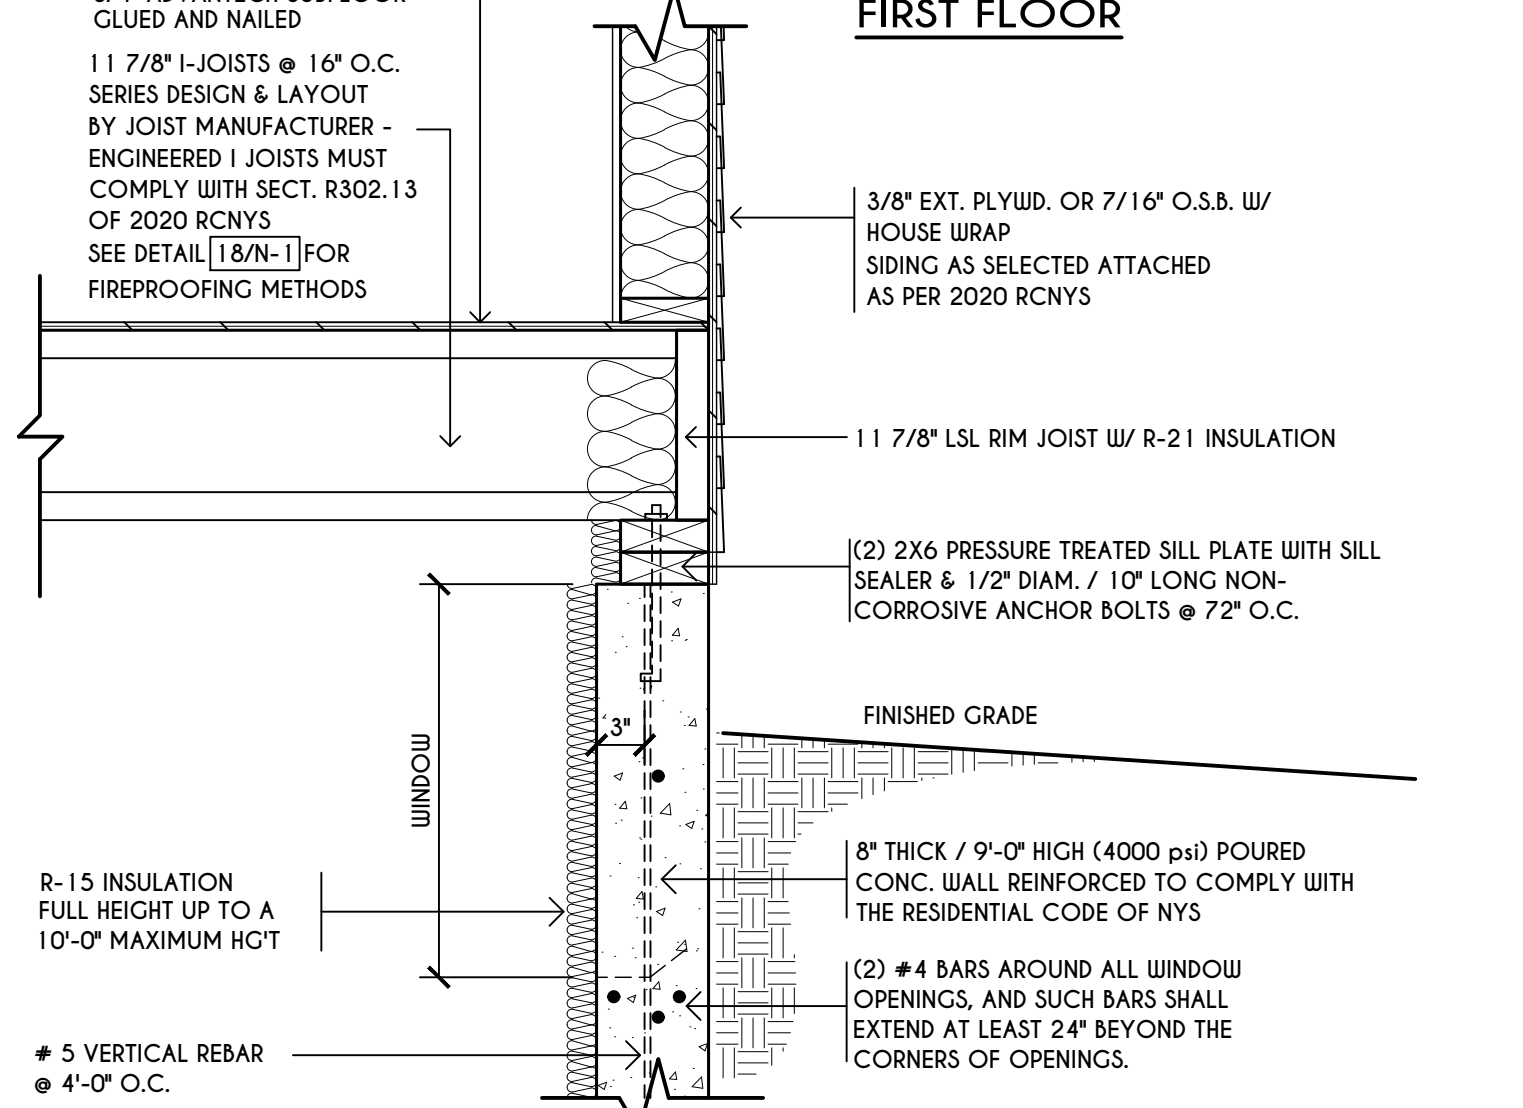 GLUED AND NAILED
11 7/8" I-JOISTS @ 16" O.C.
SERIES DESIGN & LAYOUT
BY JOIST MANUFACTURER -
ENGINEERED I JOISTS MUST
COMPLY WITH SECT. R302.13
OF 2020 RCNYS
SEE DETAIL 18/N-1 FOR
FIREPROOFING METHODS
FIRST FLOOR
3/8" EXT. PLYWD. OR 7/16" O.S.B. W/
HOUSE WRAP
SIDING AS SELECTED ATTACHED
AS PER 2020 RCNYS
11 7/8" LSL RIM JOIST W/ R-21 INSULATION
(2) 2X6 PRESSURE TREATED SILL PLATE WITH SILL
SEALER & 1/2" DIAM. / 10" LONG NON-
CORROSIVE ANCHOR BOLTS @ 72" O.C.
FINISHED GRADE
3"
WINDOW
8" THICK / 9'-0" HIGH (4000 psi) POURED
CONC. WALL REINFORCED TO COMPLY WITH
THE RESIDENTIAL CODE OF NYS
R-15 INSULATION
FULL HEIGHT UP TO A
10'-0" MAXIMUM HG'T
(2) #4 BARS AROUND ALL WINDOW
OPENINGS, AND SUCH BARS SHALL
EXTEND AT LEAST 24" BEYOND THE
CORNERS OF OPENINGS.
# 5 VERTICAL REBAR
@ 4'-0" O.C.